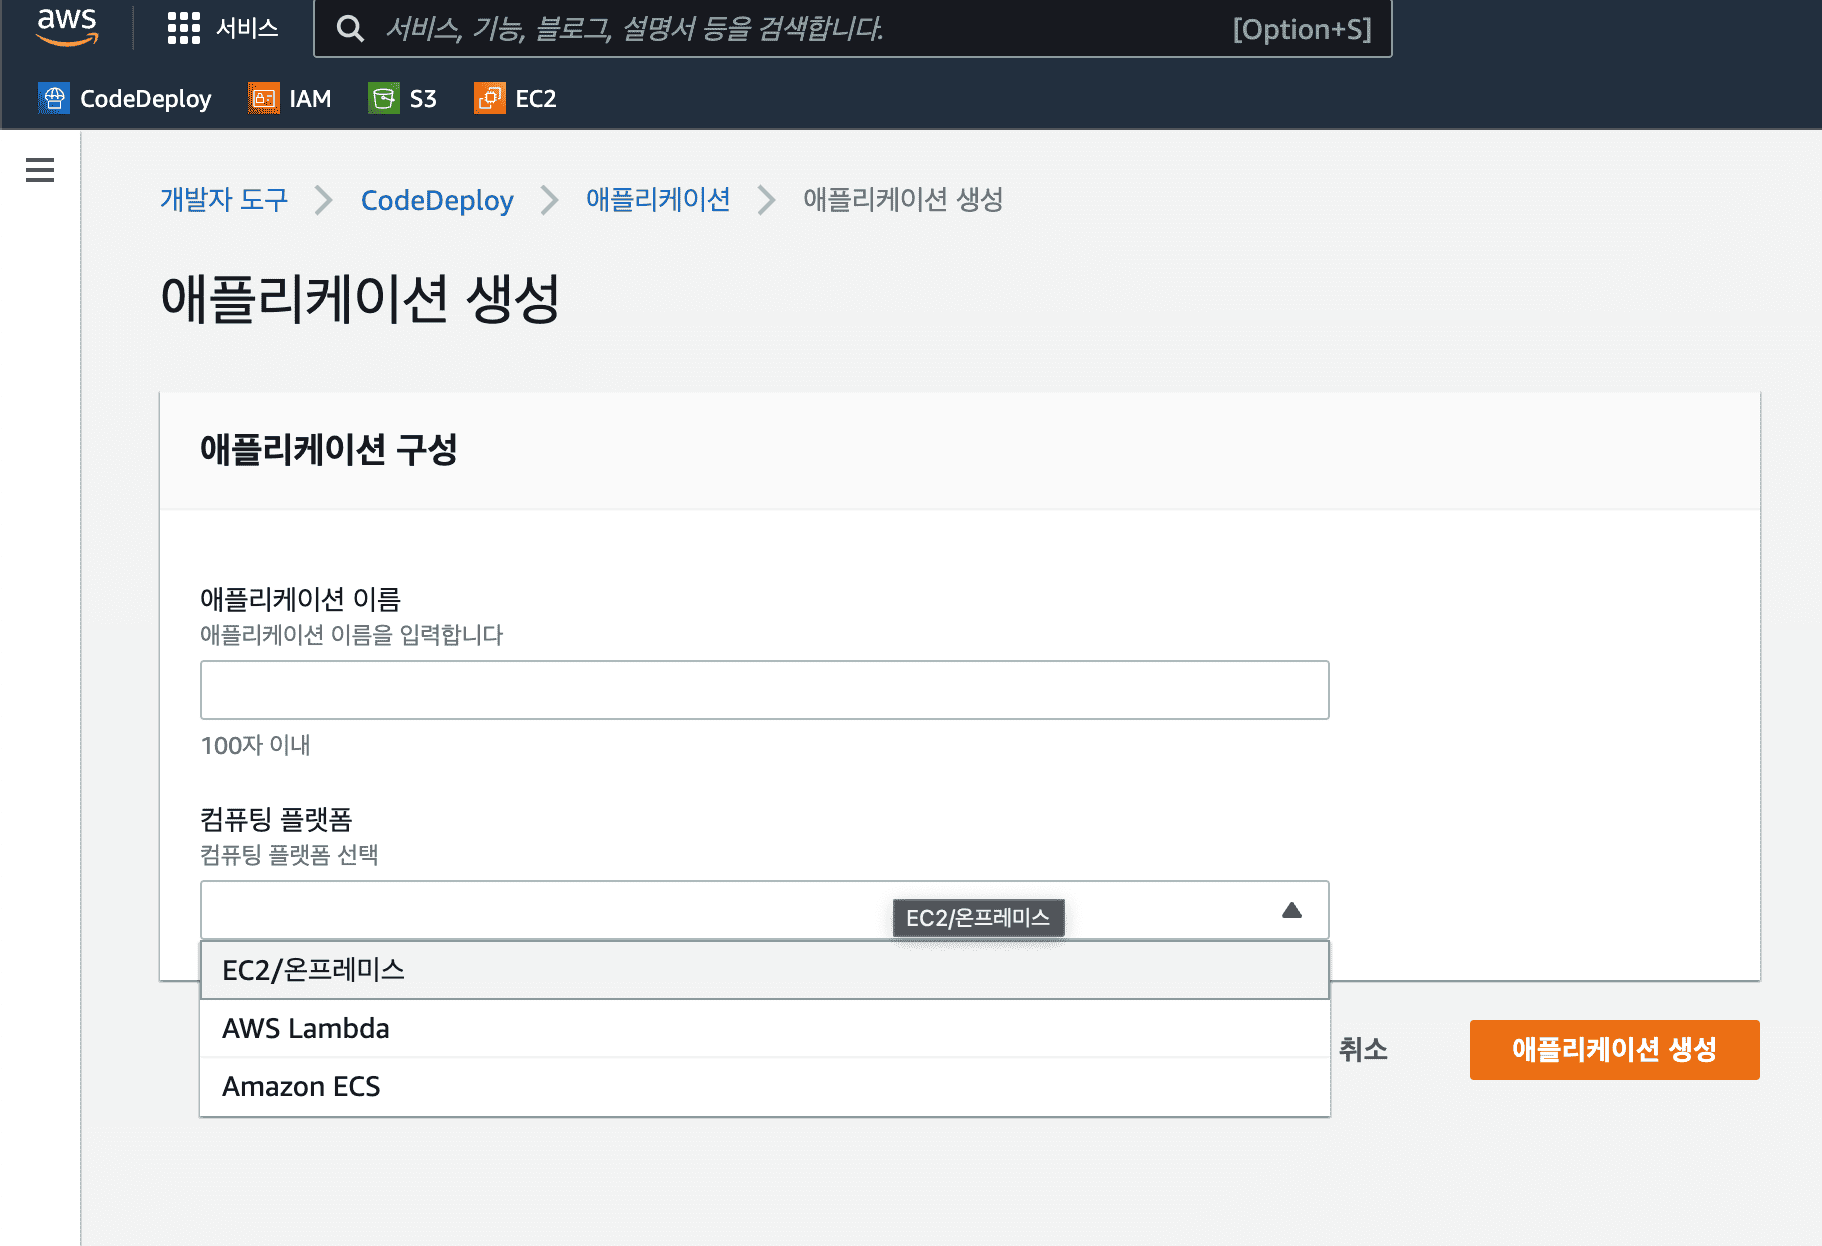 aws 서비스 서비스, 기능, 블로그, 설명서 등을 검색합니다. [Option+S]
CodeDeploy IAM S3 EC2
개발자 도구 CodeDeploy 애플리케이션 애플리케이션 생성
애플리케이션 생성
애플리케이션 구성
애플리케이션 이름
애플리케이션 이름을 입력합니다
100자 이내
컴퓨팅 플랫폼
컴퓨팅 플랫폼 선택
EC2/온프레미스
EC2/온프레미스
AWS Lambda
취소 애플리케이션 생성
Amazon ECS